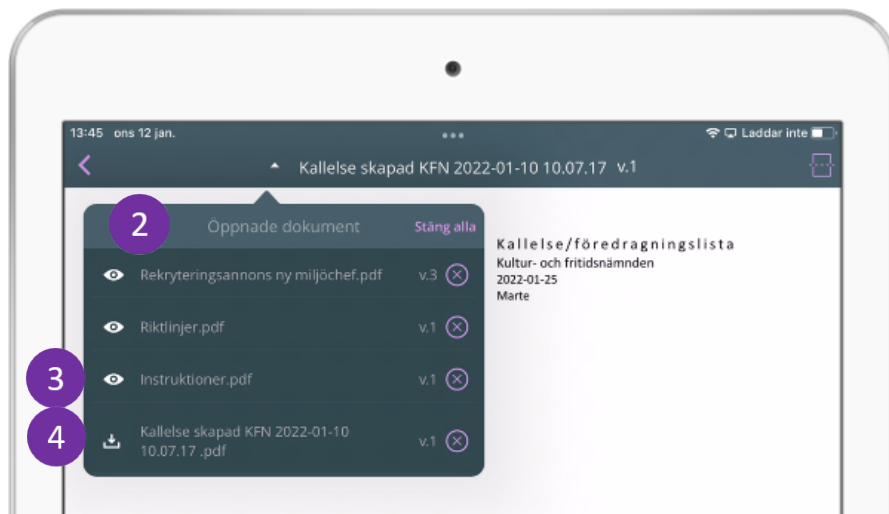 13:45 ons 12 jan.
Laddar inte
Kallelse skapad KFN 2022-01-10 10.07.17 v.1
2
Öppnade dokument Stäng alla
Rekryteringsannons ny miljöchef.pdf v.3
Riktlinjer.pdf v.1
3
Instruktioner.pdf v.1
4
Kallelse skapad KFN 2022-01-10
10.07.17 .pdf v.1
Kallelse/föredragningslista
Kultur- och fritidsnämnden
2022-01-25
Marte